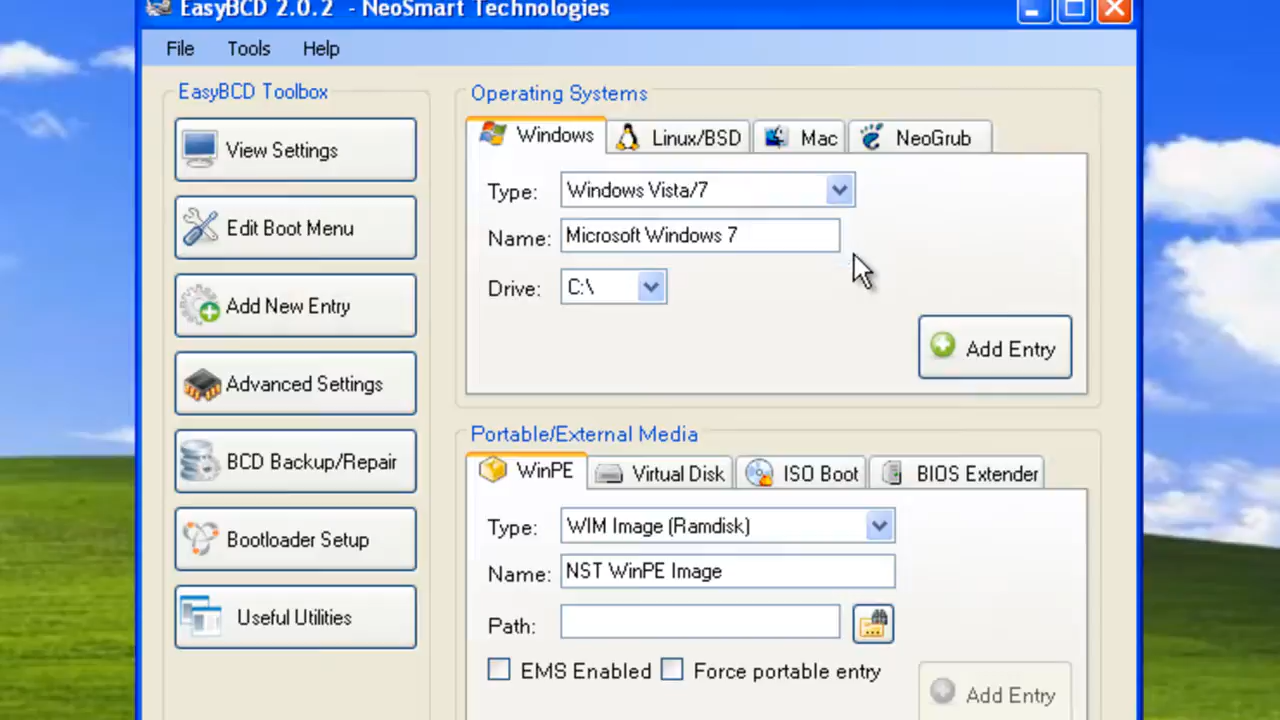 EasyBCD 2.0.2 - NeoSmart Technologies
File Tools Help
EasyBCD Toolbox
View Settings
Edit Boot Menu
Add New Entry
Advanced Settings
BCD Backup/Repair
Bootloader Setup
Useful Utilities
Operating Systems
Windows Linux/BSD Mac NeoGrub
Type: Windows Vista/7
Name: Microsoft Windows 7
Drive: C:\
Add Entry
Portable/External Media
WinPE Virtual Disk ISO Boot BIOS Extender
Type: WIM Image (Ramdisk)
Name: NST WinPE Image
Path:
EMS Enabled Force portable entry
Add Entry